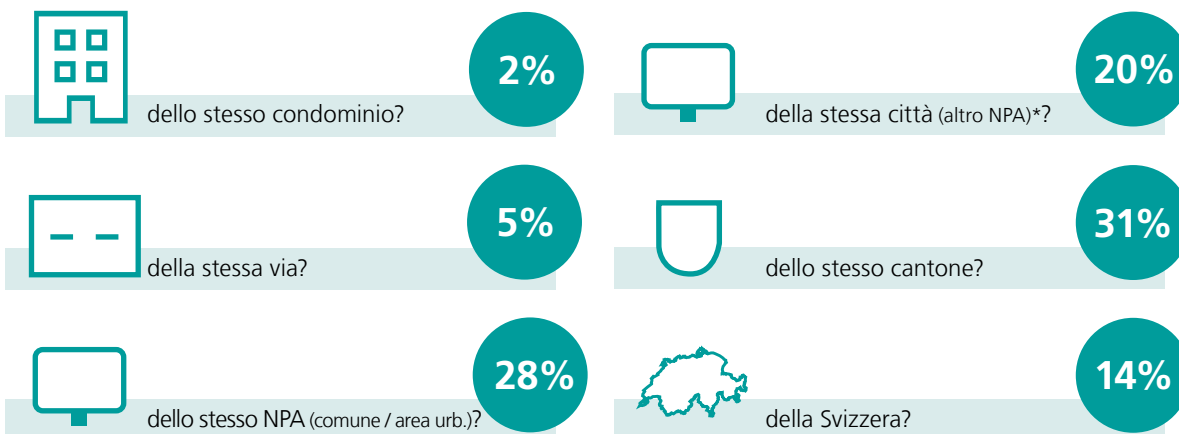 2%
dello stesso condominio?
5%
della stessa via?
28%
dello stesso NPA (comune / area urb.)?
20%
della stessa città (altro NPA)*?
31%
dello stesso cantone?
14%
della Svizzera?